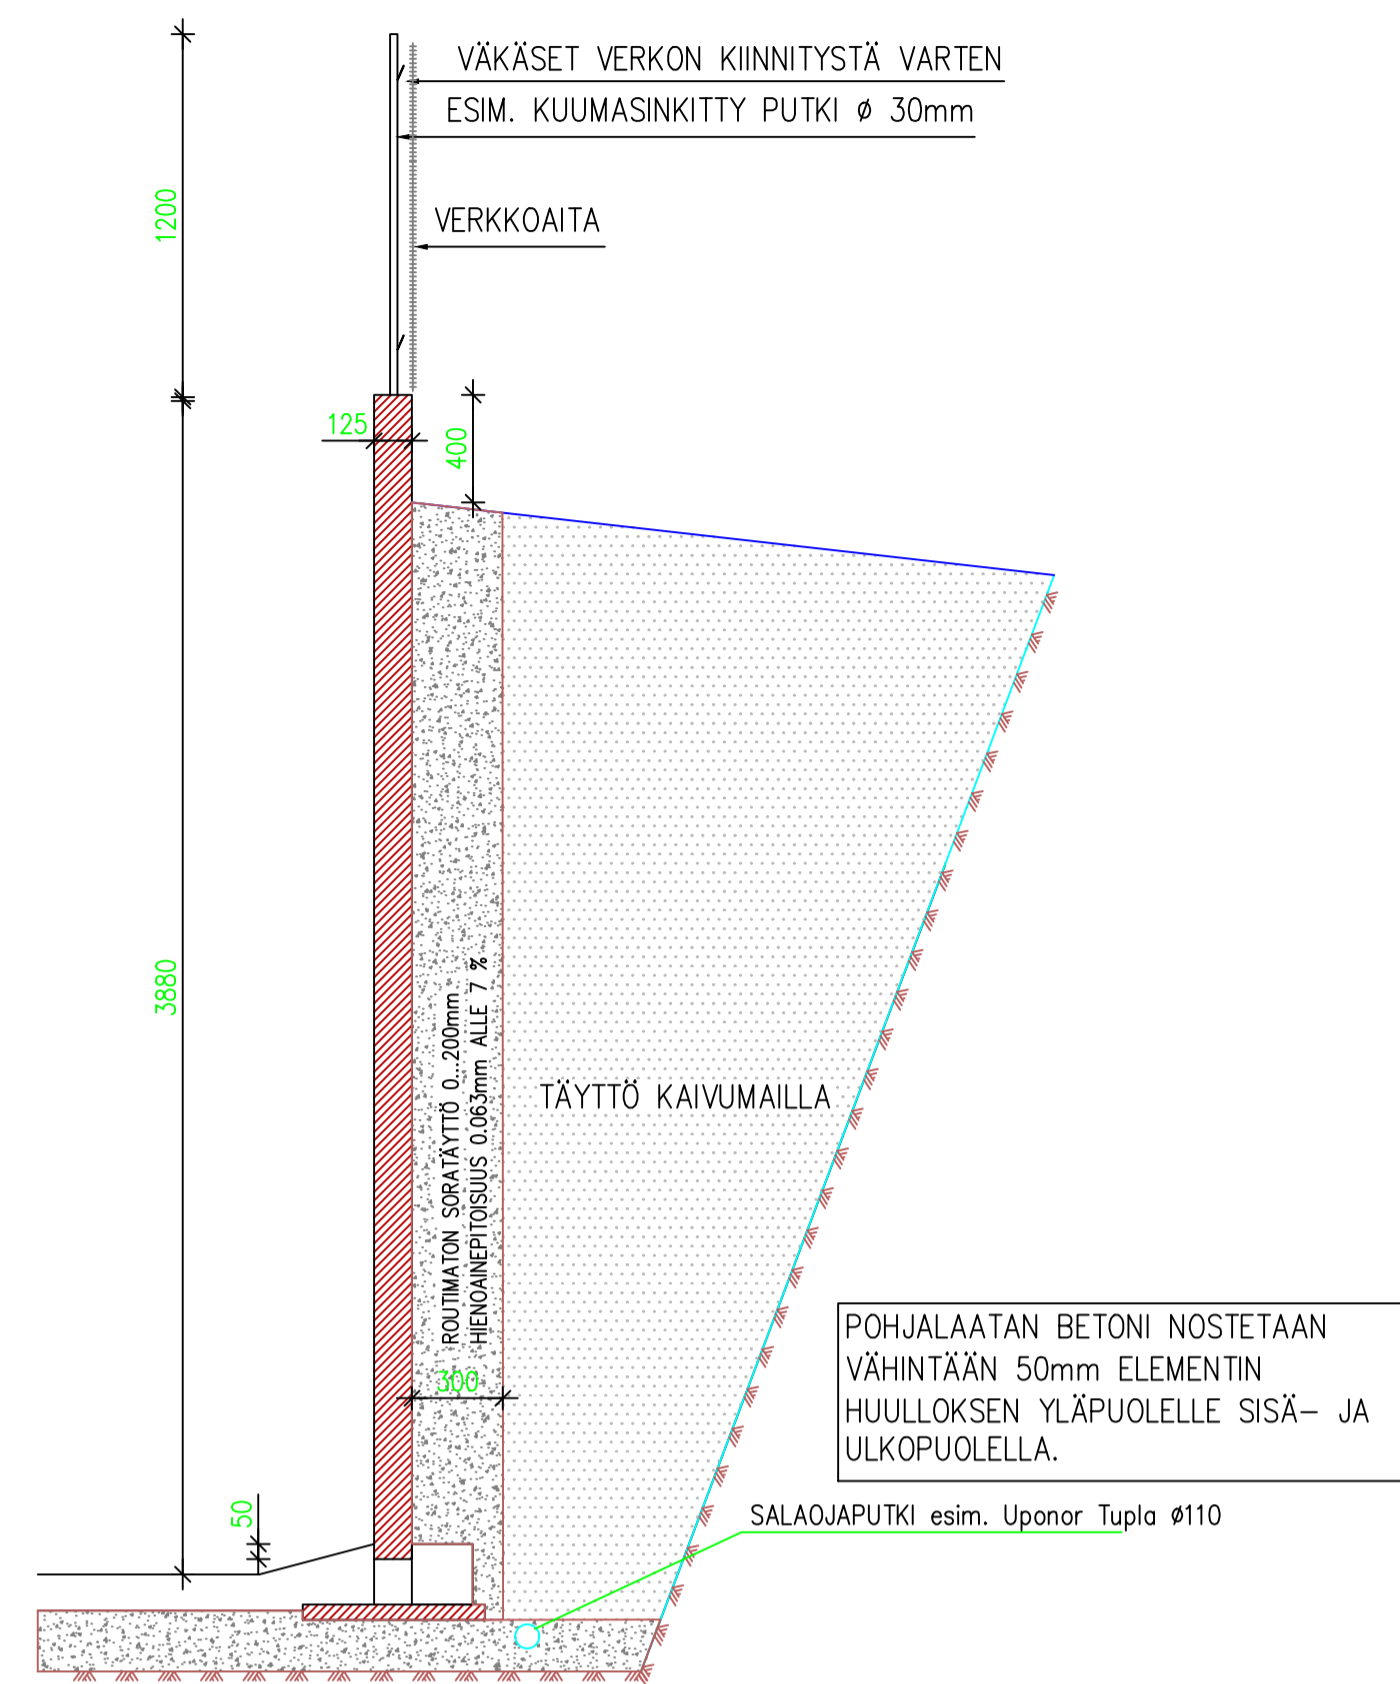 VÄKÄSET VERKON KIINNITYSTÄ VARTEN
ESIM. KUUMASINKITTY PUTKI Ø 30mm
1200
VERKKOAITA
125
400
3880
ROUTIMATON SORATÄYTTÖ 0...200mm
HIENOAINEPITOISUUS 0.063mm ALLE 7 %
TÄYTTÖ KAIVUMAILLA
300
POHJALAATAN BETONI NOSTETAAN
VÄHINTÄÄN 50mm ELEMENTIN
HUULLOKSEN YLÄPUOLELLE SISÄ- JA
ULKOPUOLELLA.
50
SALAOJAPUTKI esim. Uponor Tupla Ø110